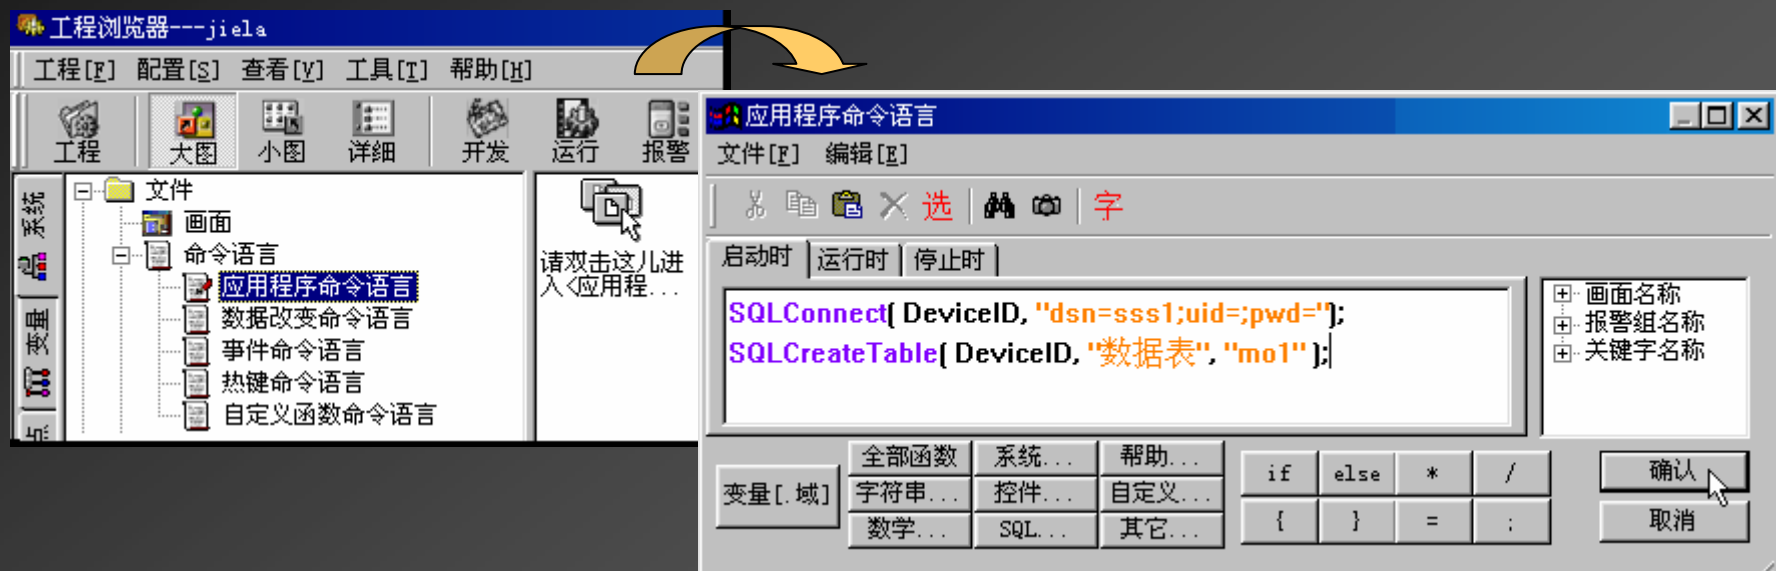 工程浏览器---jiela
工程[F] 配置[S] 查看[V] 工具[T] 帮助[H]
工程 大图 小图 详细 开发 运行 报警
系统
变量
文件
画面
命令语言
应用程序命令语言
数据改变命令语言
事件命令语言
热键命令语言
自定义函数命令语言
请双击这儿进
入<应用程...
应用程序命令语言
文件[F] 编辑[E]
选 字
启动时 运行时 停止时
SQLConnect( DeviceID, "dsn=sss1;uid=;pwd=");
SQLCreateTable( DeviceID, "数据表", "mo1" );
画面名称
报警组名称
关键字名称
变量[.域]
全部函数 系统... 帮助...
字符串... 控件... 自定义...
数学... SQL... 其它...
if else * /
{ } = ;
确认
取消